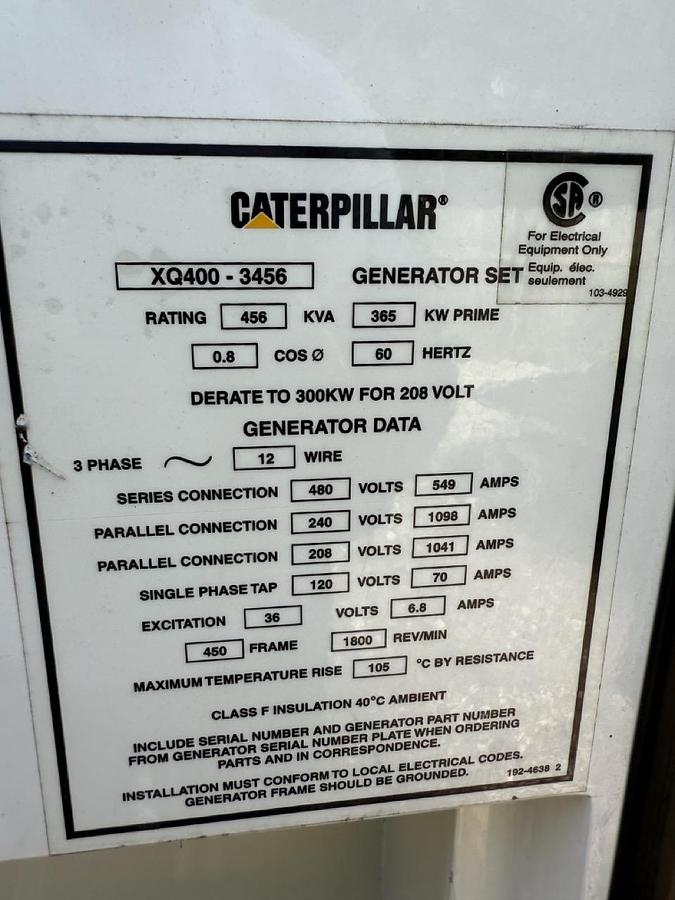 CATERPILLAR®
SA ®
For Electrical
Equipment Only
Equip. élec.
seulement
103-4929
XQ400 - 3456 GENERATOR SET
RATING 456 KVA 365 KW PRIME
0.8 COS Ø 60 HERTZ
DERATE TO 300KW FOR 208 VOLT
GENERATOR DATA
3 PHASE ~ 12 WIRE
SERIES CONNECTION 480 VOLTS 549 AMPS
PARALLEL CONNECTION 240 VOLTS 1098 AMPS
PARALLEL CONNECTION 208 VOLTS 1041 AMPS
SINGLE PHASE TAP 120 VOLTS 70 AMPS
EXCITATION 36 VOLTS 6.8 AMPS
450 FRAME 1800 REV/MIN
MAXIMUM TEMPERATURE RISE 105 °C BY RESISTANCE
CLASS F INSULATION 40°C AMBIENT
INCLUDE SERIAL NUMBER AND GENERATOR PART NUMBER
FROM GENERATOR SERIAL NUMBER PLATE WHEN ORDERING
PARTS AND IN CORRESPONDENCE.
INSTALLATION MUST CONFORM TO LOCAL ELECTRICAL CODES.
GENERATOR FRAME SHOULD BE GROUNDED.
192-4638 2